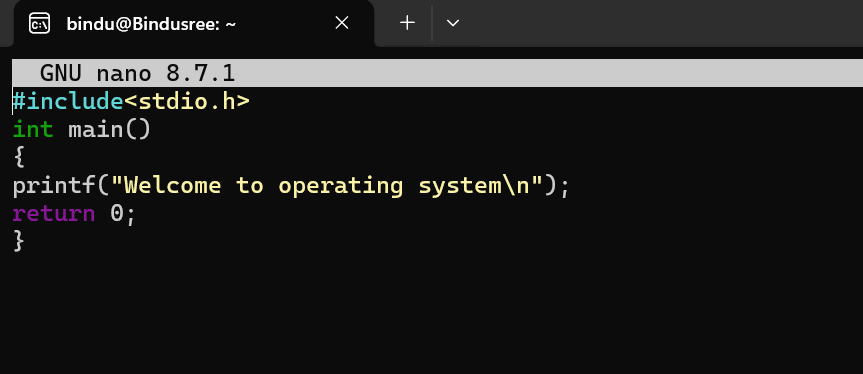 bindu@Bindusree: ~
GNU nano 8.7.1
#include<stdio.h>
int main()
{
printf("Welcome to operating system\n");
return 0;
}